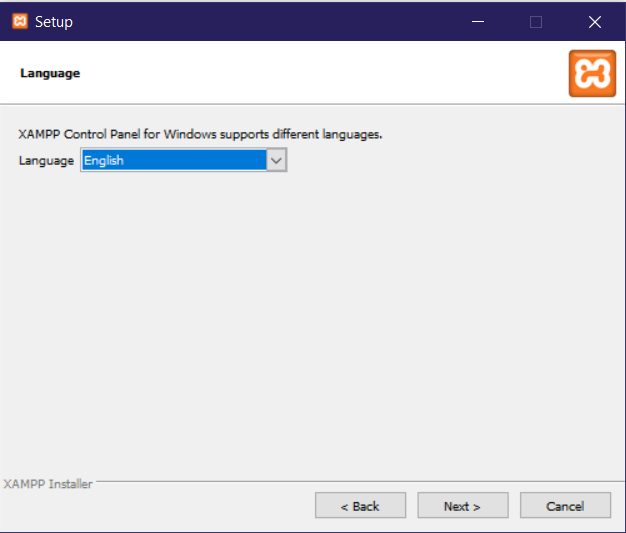 Setup
Language
XAMPP Control Panel for Windows supports different languages.
Language English
XAMPP Installer
< Back Next > Cancel